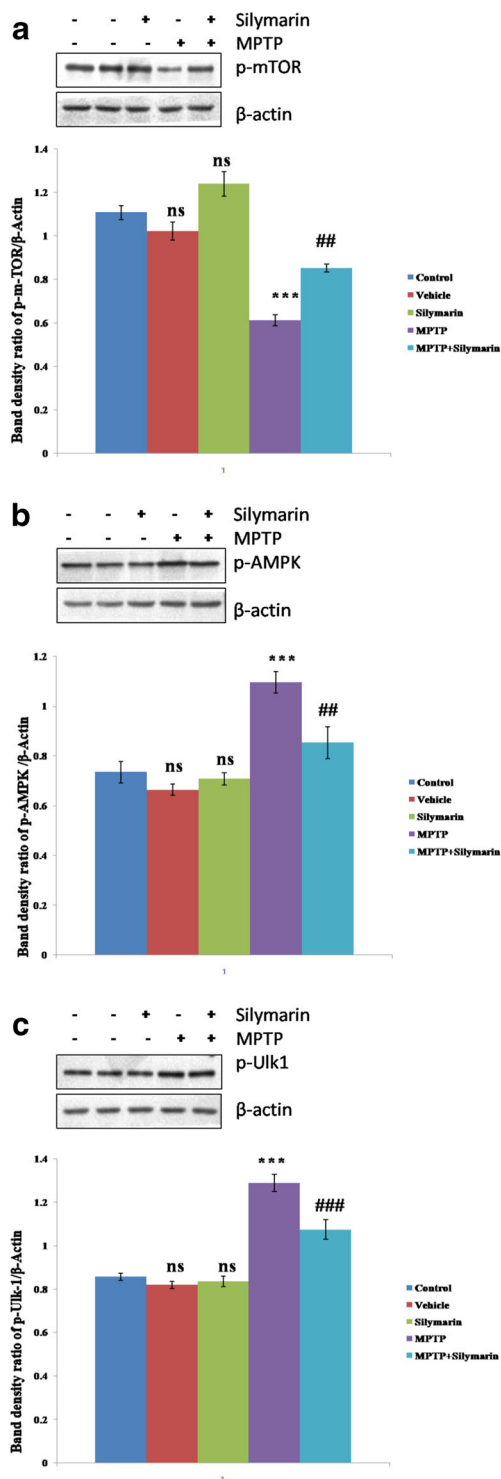 a
- - + - + Silymarin
- - - + + MPTP
p-mTOR
β-actin
Band density ratio of p-m-TOR/β-Actin
1.4
1.2
1
0.8
0.6
0.4
0.2
0
ns
ns
***
##
1
Control
Vehicle
Silymarin
MPTP
MPTP+Silymarin
b
- - + - + Silymarin
- - - + + MPTP
p-AMPK
β-actin
Band density ratio of p-AMPK /β-Actin
1.2
1
0.8
0.6
0.4
0.2
0
ns
ns
***
##
1
Control
Vehicle
Silymarin
MPTP
MPTP+Silymarin
c
- - + - + Silymarin
- - - + + MPTP
p-Ulk1
β-actin
Band density ratio of p-Ulk-1/β-Actin
1.4
1.2
1
0.8
0.6
0.4
0.2
0
ns
ns
***
###
Control
Vehicle
Silymarin
MPTP
MPTP+Silymarin